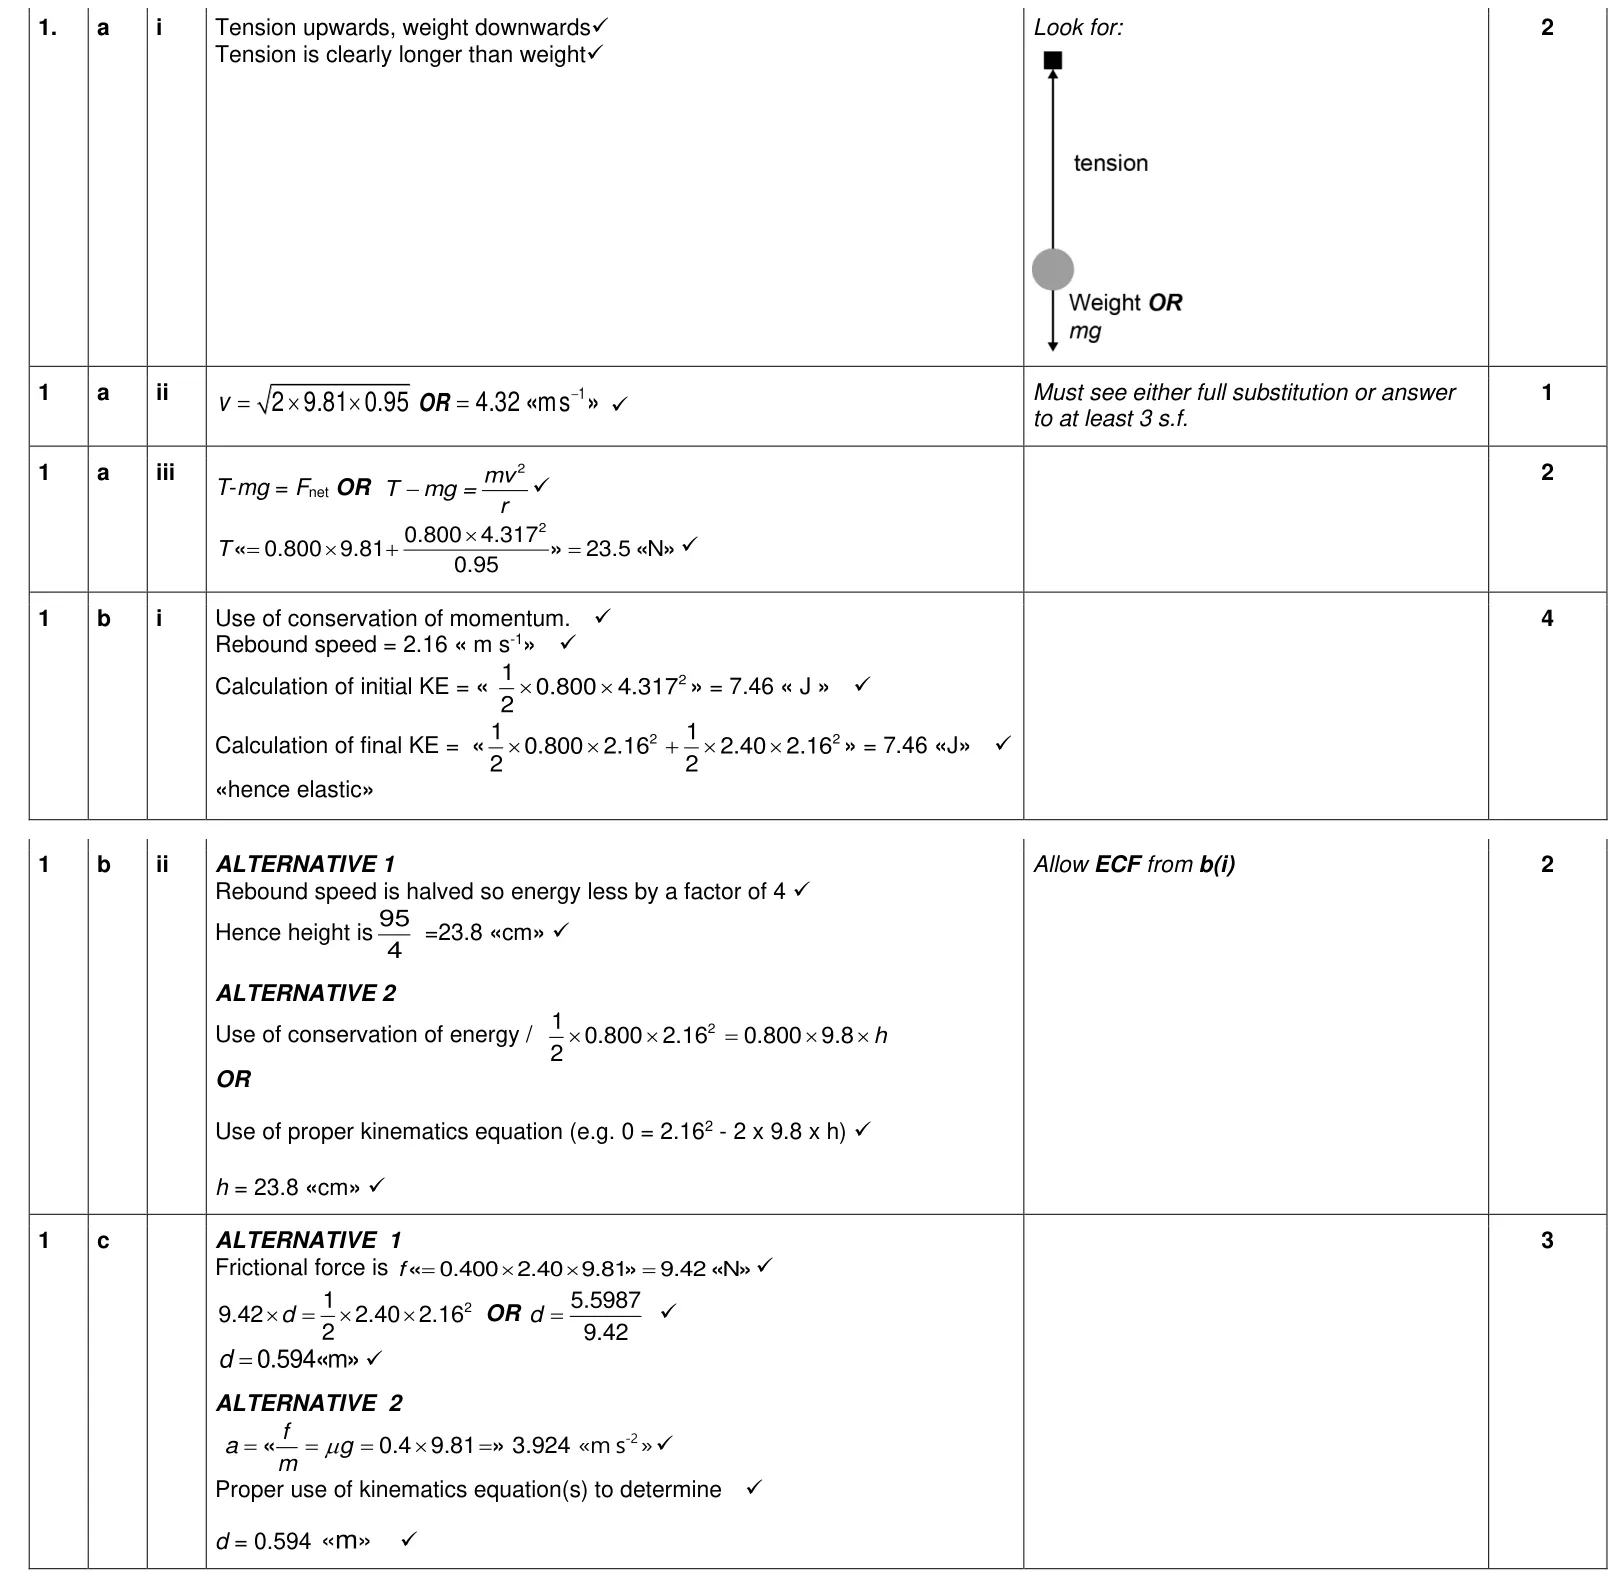 1. a i Tension upwards, weight downwards✓ Look for: 2
Tension is clearly longer than weight✓
tension
Weight OR
mg
1 a ii v = √(2×9.81×0.95) OR = 4.32 «m s⁻¹» ✓ Must see either full substitution or answer 1
to at least 3 s.f.
1 a iii T-mg = Fnet OR T − mg = mv²/r ✓ 2
T «= 0.800×9.81+ (0.800×4.317²)/0.95 » = 23.5 «N» ✓
1 b i Use of conservation of momentum. ✓ 4
Rebound speed = 2.16 « m s⁻¹» ✓
Calculation of initial KE = « 1/2 × 0.800 × 4.317² » = 7.46 « J » ✓
Calculation of final KE = « 1/2 × 0.800 × 2.16² + 1/2 × 2.40 × 2.16² » = 7.46 «J» ✓
«hence elastic»
1 b ii ALTERNATIVE 1 Allow ECF from b(i) 2
Rebound speed is halved so energy less by a factor of 4 ✓
Hence height is 95/4 =23.8 «cm» ✓
ALTERNATIVE 2
Use of conservation of energy / 1/2 × 0.800 × 2.16² = 0.800 × 9.8 × h
OR
Use of proper kinematics equation (e.g. 0 = 2.16² - 2 x 9.8 x h) ✓
h = 23.8 «cm» ✓
1 c ALTERNATIVE 1 3
Frictional force is f «= 0.400×2.40×9.81» = 9.42 «N» ✓
9.42 × d = 1/2 × 2.40 × 2.16² OR d = 5.5987/9.42 ✓
d = 0.594«m» ✓
ALTERNATIVE 2
a = « f/m = μg = 0.4 × 9.81 =» 3.924 «m s⁻²» ✓
Proper use of kinematics equation(s) to determine ✓
d = 0.594 «m» ✓